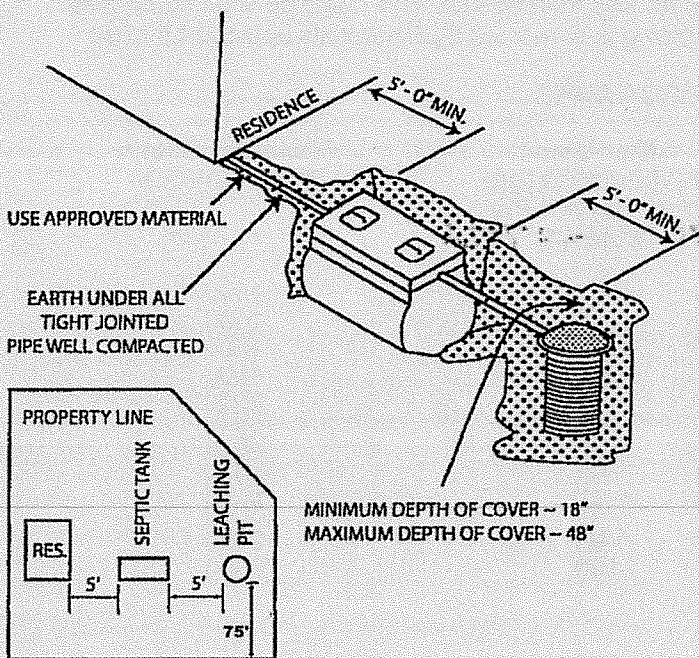 5'-0" MIN.
RESIDENCE
5'-0" MIN.
USE APPROVED MATERIAL
EARTH UNDER ALL
TIGHT JOINTED
PIPE WELL COMPACTED
PROPERTY LINE
SEPTIC TANK
LEACHING
PIT
RES.
5'
5'
75'
MINIMUM DEPTH OF COVER – 18"
MAXIMUM DEPTH OF COVER – 48"